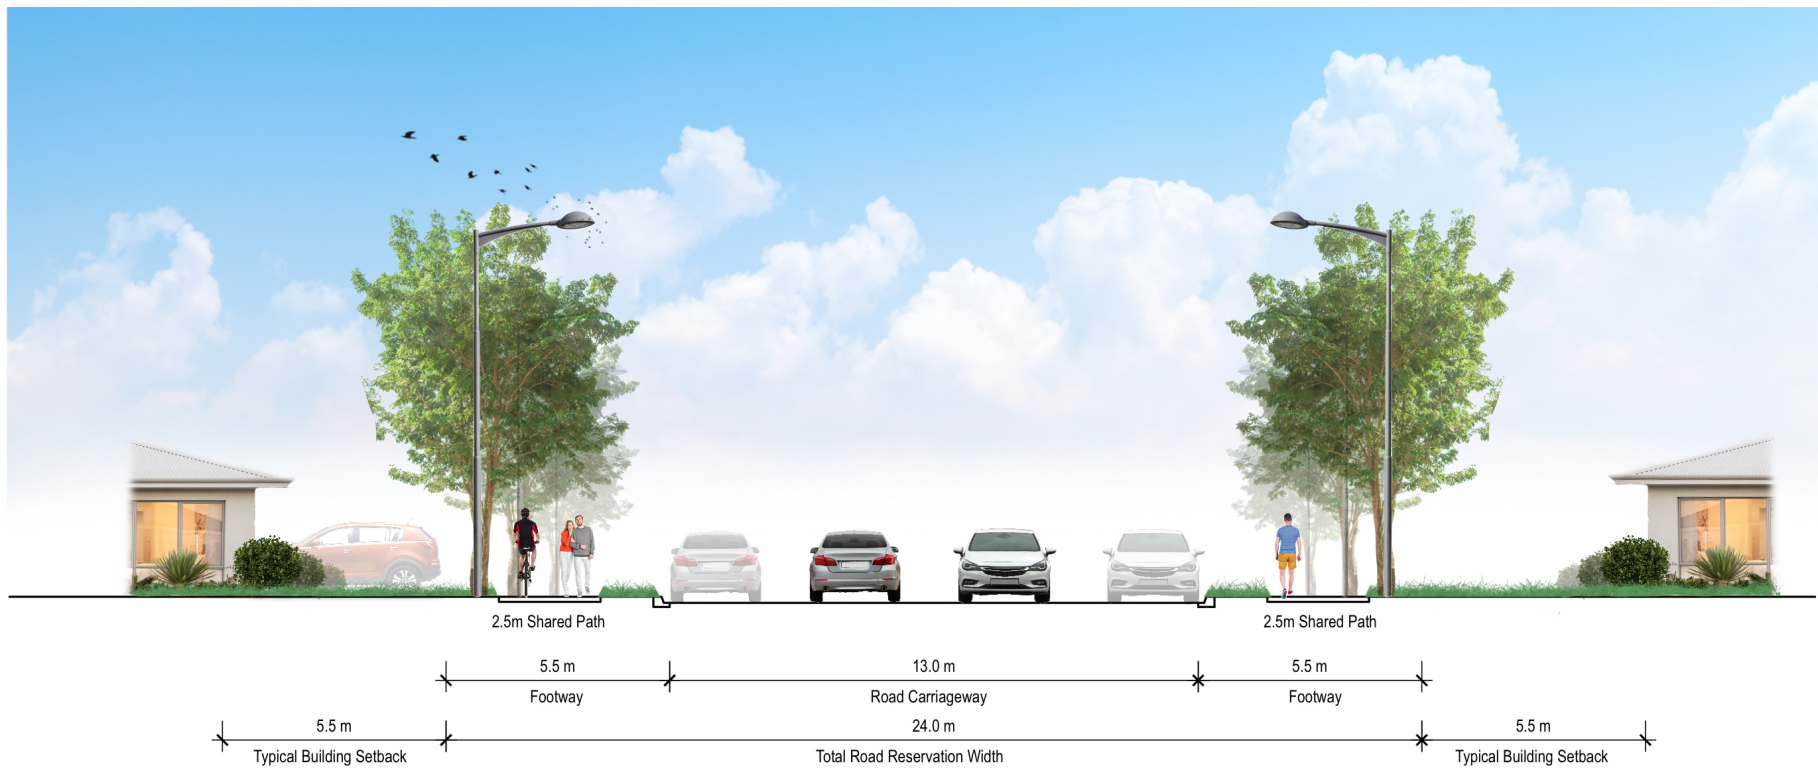 2.5m Shared Path
2.5m Shared Path
5.5 m
13.0 m
5.5 m
Footway
Road Carriageway
Footway
5.5 m
24.0 m
5.5 m
Typical Building Setback
Total Road Reservation Width
Typical Building Setback